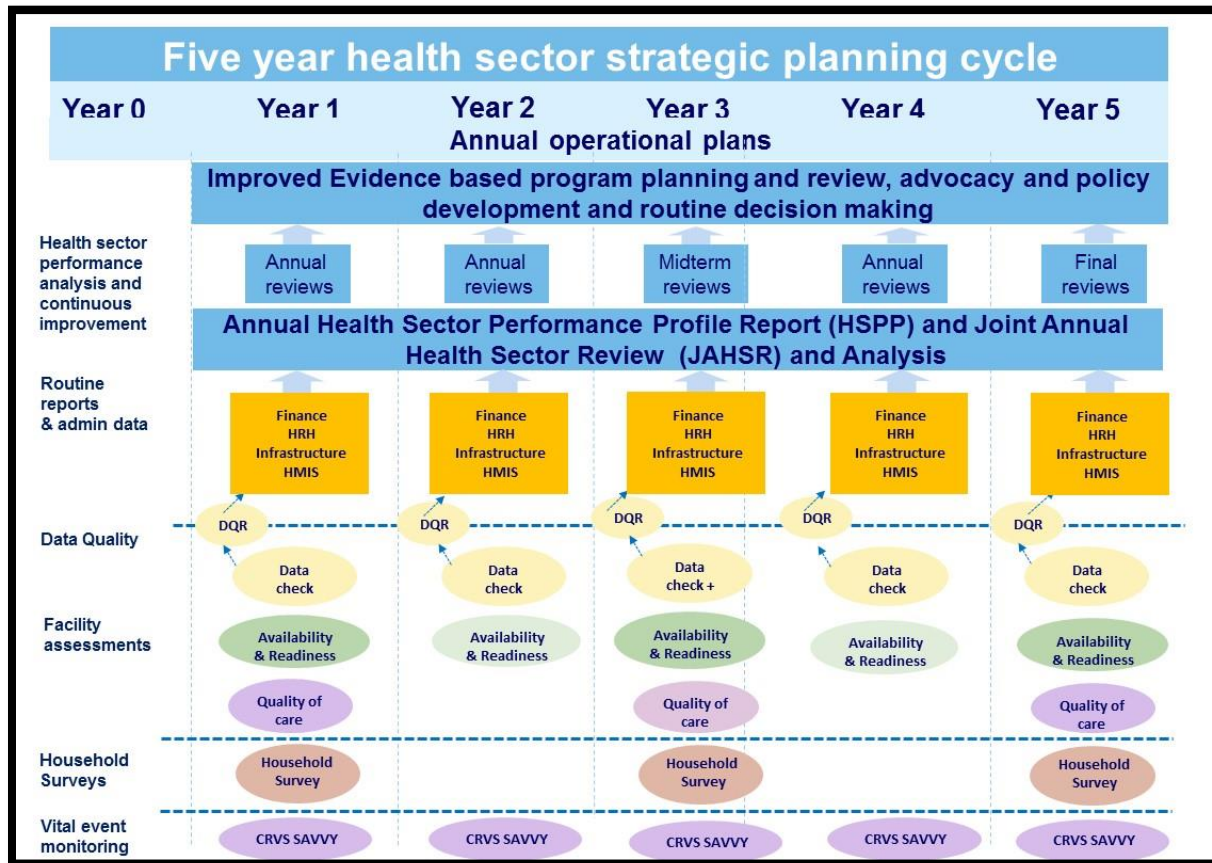 Five year health sector strategic planning cycle
Year 0 Year 1 Year 2 Year 3 Year 4 Year 5
Annual operational plans
Improved Evidence based program planning and review, advocacy and policy
development and routine decision making
Health sector
performance
analysis and
continuous
improvement
Annual
reviews
Annual
reviews
Midterm
reviews
Annual
reviews
Final
reviews
Annual Health Sector Performance Profile Report (HSPP) and Joint Annual
Health Sector Review (JAHSR) and Analysis
Routine
reports
& admin data
Finance
HRH
Infrastructure
HMIS
Finance
HRH
Infrastructure
HMIS
Finance
HRH
Infrastructure
HMIS
Finance
HRH
Infrastructure
HMIS
Finance
HRH
Infrastructure
HMIS
DQR
DQR
DQR
DQR
DQR
Data Quality
Data
check
Data
check
Data
check +
Data
check
Data
check
Facility
assessments
Availability
& Readiness
Availability
& Readiness
Availability
& Readiness
Availability
& Readiness
Availability
& Readiness
Quality of
care
Quality of
care
Quality of
care
Household
Surveys
Household
Survey
Household
Survey
Household
Survey
Vital event
monitoring
CRVS SAVVY
CRVS SAVVY
CRVS SAVVY
CRVS SAVVY
CRVS SAVVY